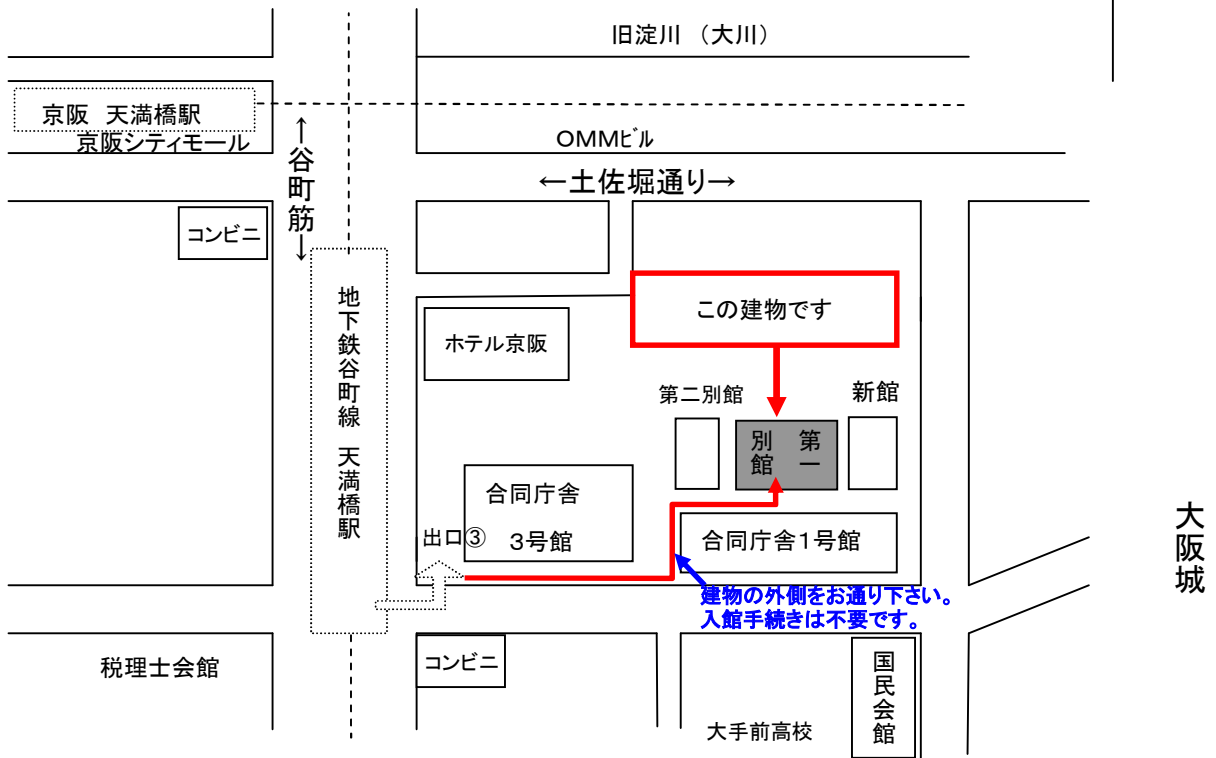 旧淀川 （大川）
京阪 天満橋駅
京阪シティモール
OMMﾋﾞﾙ
←谷町筋→
←土佐堀通り→
コンビニ
この建物です
地下鉄谷町線 天満橋駅
ホテル京阪
第二別館
新館
第一
別館
合同庁舎
3号館
出口③
合同庁舎1号館
大阪城
建物の外側をお通り下さい。
入館手続きは不要です。
税理士会館
コンビニ
国民会館
大手前高校